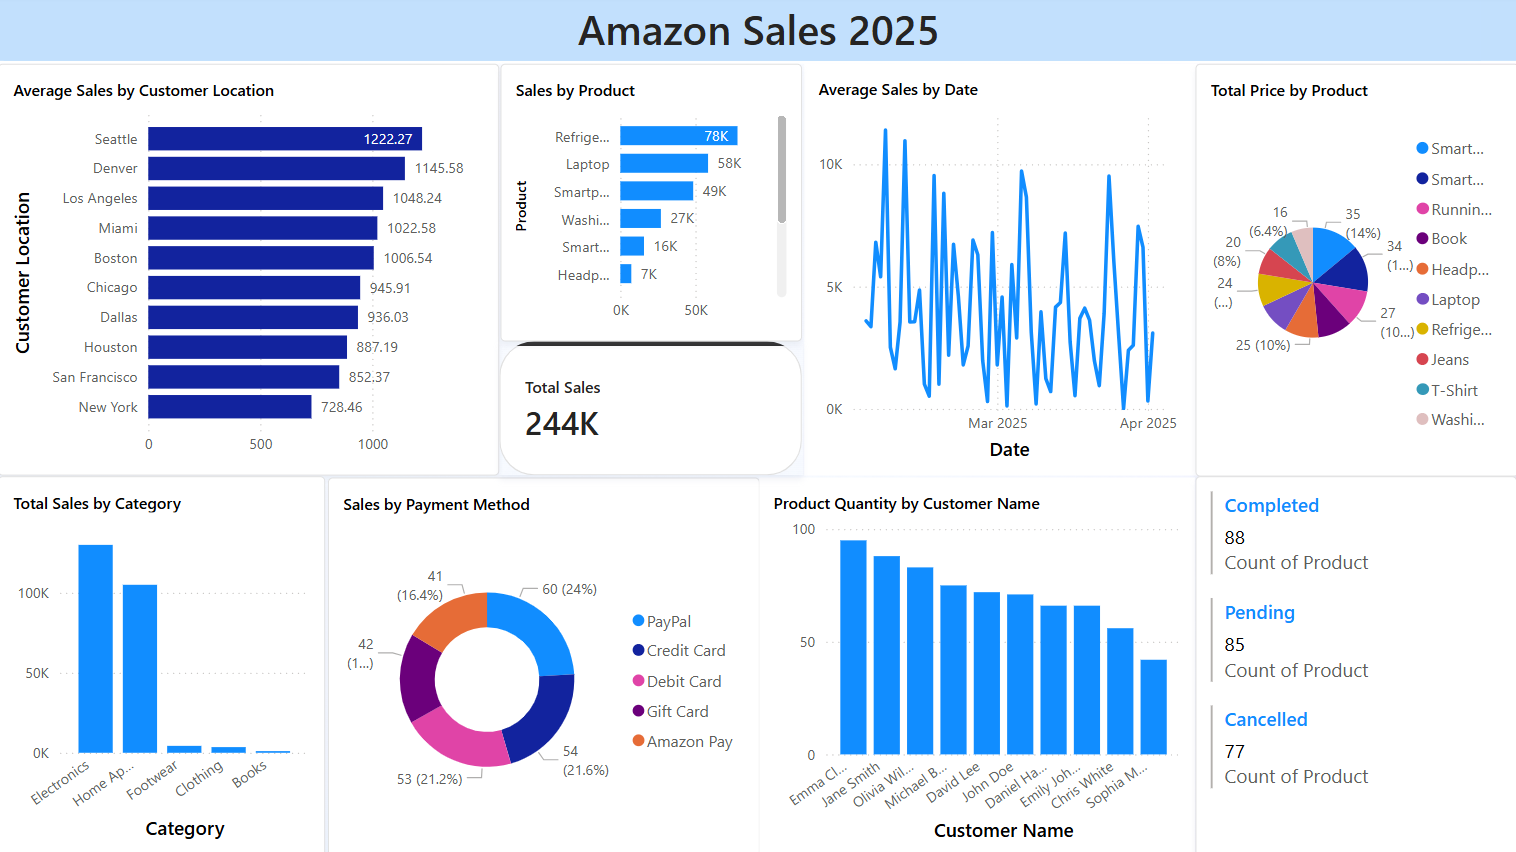 Amazon Sales 2025
Average Sales by Customer Location
Customer Location
Seattle 1222.27
Denver 1145.58
Los Angeles 1048.24
Miami 1022.58
Boston 1006.54
Chicago 945.91
Dallas 936.03
Houston 887.19
San Francisco 852.37
New York 728.46
0 500 1000
Sales by Product
Product
Refrige... 78K
Laptop 58K
Smartp... 49K
Washi... 27K
Smart... 16K
Headp... 7K
0K 50K
Total Sales
244K
Average Sales by Date
10K
5K
0K
Mar 2025 Apr 2025
Date
Total Price by Product
35
(14%)
34
(1...)
27
(10...)
25 (10%)
24
(...)
20
(8%)
16
(6.4%)
Smart...
Smart...
Runnin...
Book
Headp...
Laptop
Refrige...
Jeans
T-Shirt
Washi...
Total Sales by Category
100K
50K
0K
Electronics
Home Ap...
Footwear
Clothing
Books
Category
Sales by Payment Method
60 (24%)
54
(21.6%)
53 (21.2%)
42
(1...)
41
(16.4%)
PayPal
Credit Card
Debit Card
Gift Card
Amazon Pay
Product Quantity by Customer Name
100
50
0
Emma Cl...
Jane Smith
Olivia Wil...
Michael B...
David Lee
John Doe
Daniel Ha...
Emily Joh...
Chris White
Sophia M...
Customer Name
Completed
88
Count of Product
Pending
85
Count of Product
Cancelled
77
Count of Product